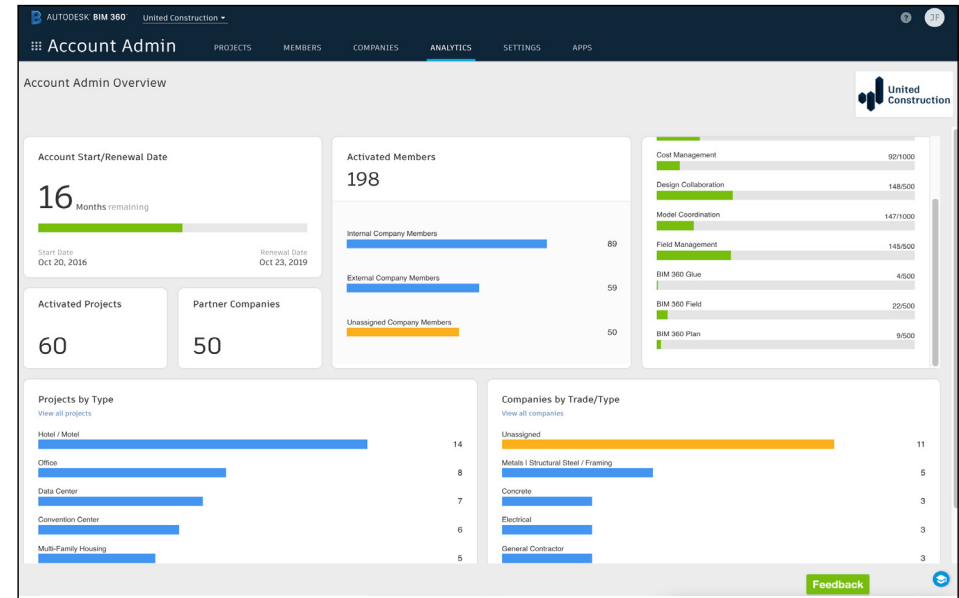 AUTODESK® BIM 360™ United Construction
JF
Account Admin PROJECTS MEMBERS COMPANIES ANALYTICS SETTINGS APPS
Account Admin Overview
United
Construction
Account Start/Renewal Date
16 Months remaining
Start Date Renewal Date
Oct 20, 2016 Oct 23, 2019
Activated Projects
60
Partner Companies
50
Activated Members
198
Internal Company Members
89
External Company Members
59
Unassigned Company Members
50
Cost Management 92/1000
Design Collaboration 148/500
Model Coordination 147/1000
Field Management 145/500
BIM 360 Glue 4/500
BIM 360 Field 22/500
BIM 360 Plan 9/500
Projects by Type
View all projects
Hotel / Motel
14
Office
8
Data Center
7
Convention Center
6
Multi-Family Housing
5
Companies by Trade/Type
View all companies
Unassigned
11
Metals | Structural Steel / Framing
5
Concrete
3
Electrical
3
General Contractor
3
Feedback